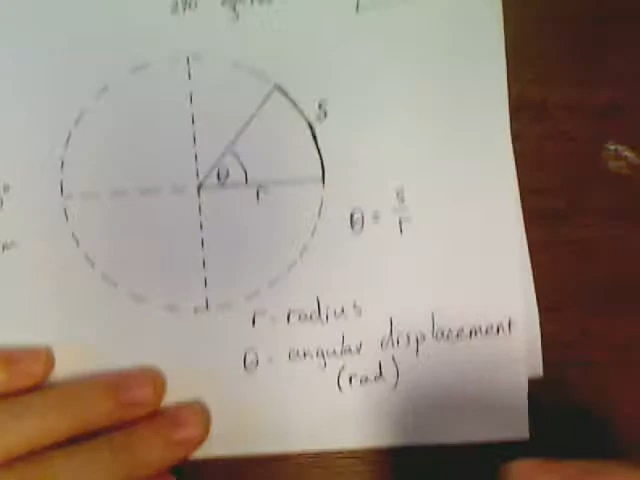 s
θ
r
θ = s/r
r - radius
θ - angular displacement
(rad)